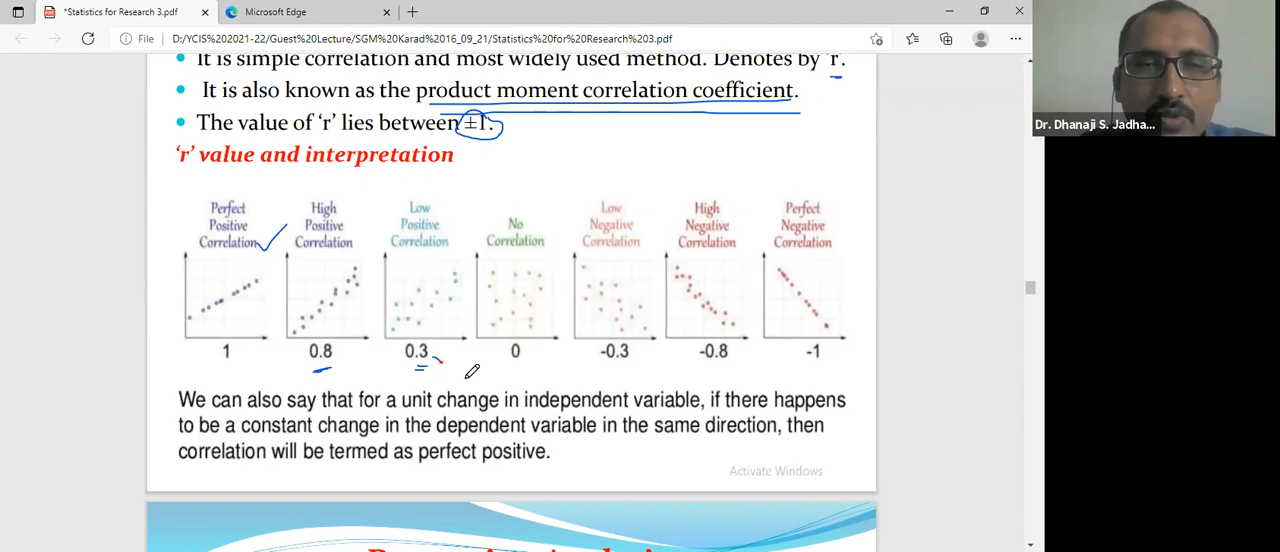 *Statistics for Research 3.pdf
Microsoft Edge
File
D:/YCIS%202021-22/Guest%20Lecture/SGM%20Karad%2016_09_21/Statistics%20for%20Research%203.pdf
• It is simple correlation and most widely used method. Denotes by 'r'.
• It is also known as the product moment correlation coefficient.
• The value of 'r' lies between ±1.
'r' value and interpretation
Perfect Positive Correlation
High Positive Correlation
Low Positive Correlation
No Correlation
Low Negative Correlation
High Negative Correlation
Perfect Negative Correlation
1 0.8 0.3 0 -0.3 -0.8 -1
We can also say that for a unit change in independent variable, if there happens
to be a constant change in the dependent variable in the same direction, then
correlation will be termed as perfect positive.
Activate Windows
Dr. Dhanaji S. Jadha...